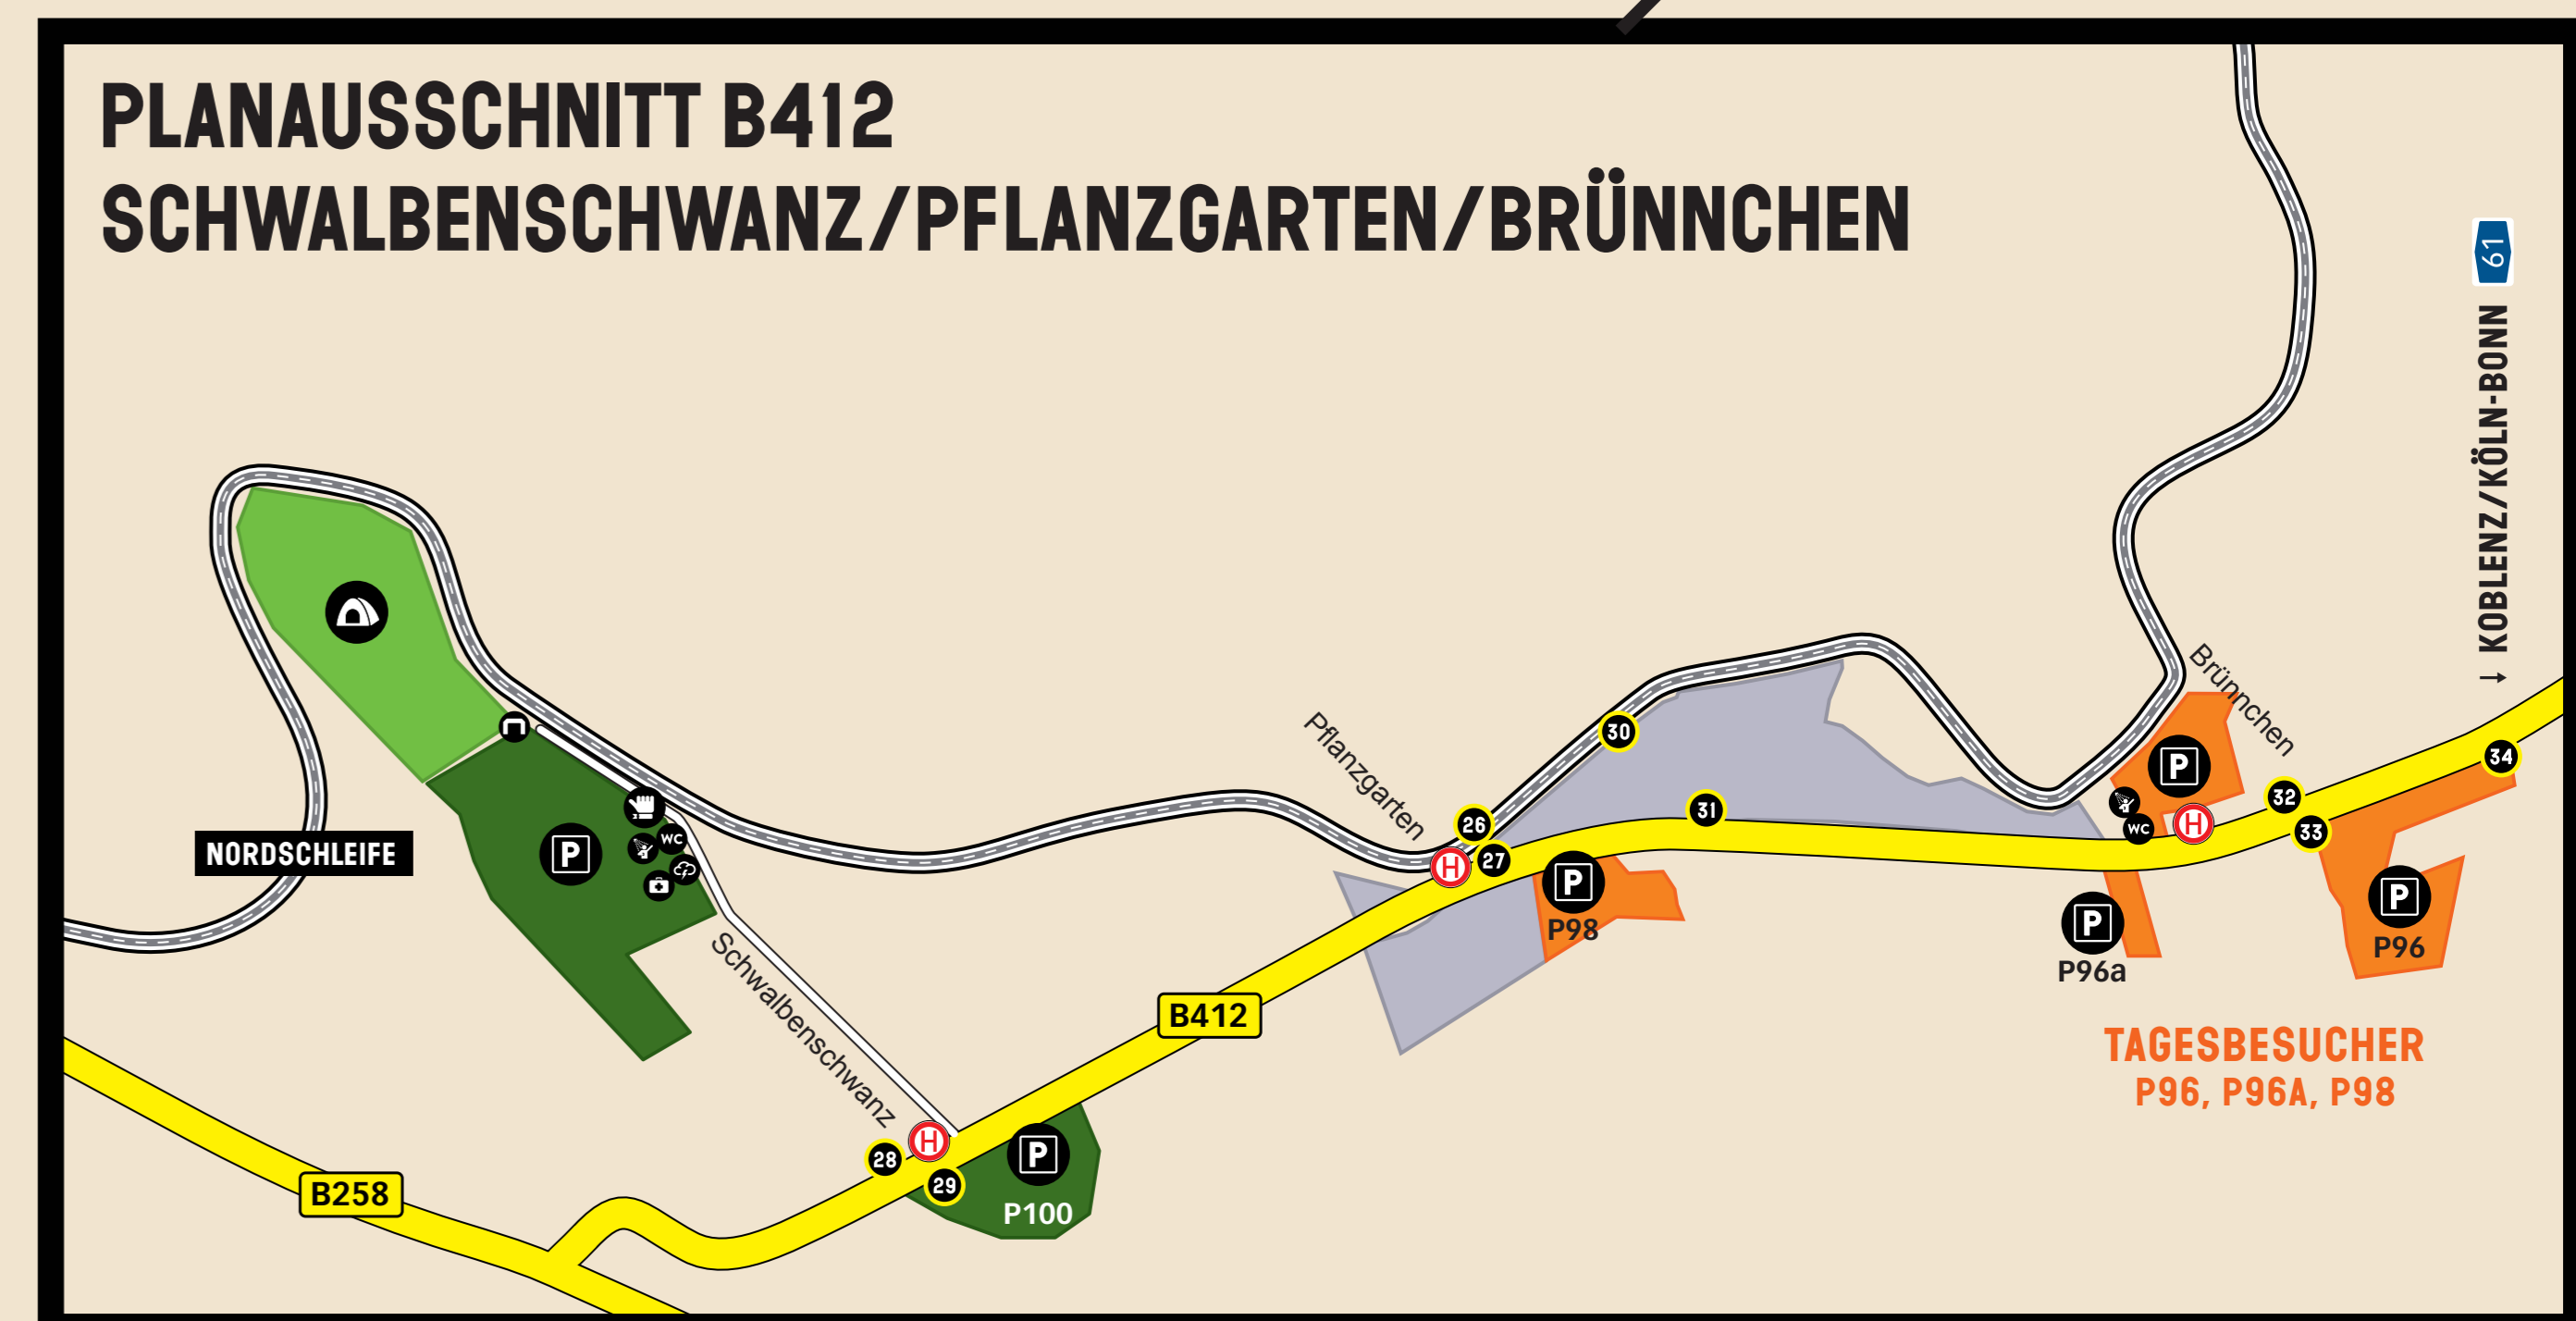 PLANAUSSCHNITT B412
SCHWALBENSCHWANZ/PFLANZGARTEN/BRÜNNCHEN
61
→ KOBLENZ/KÖLN-BONN
Brünnchen
Pflanzgarten
30
31
26
27
H
P
WC
H
32
33
34
NORDSCHLEIFE
P
WC
P
P98
P
P96a
P
P96
Schwalbenschwanz
B412
TAGESBESUCHER
P96, P96A, P98
H
28
29
P
P100
B258